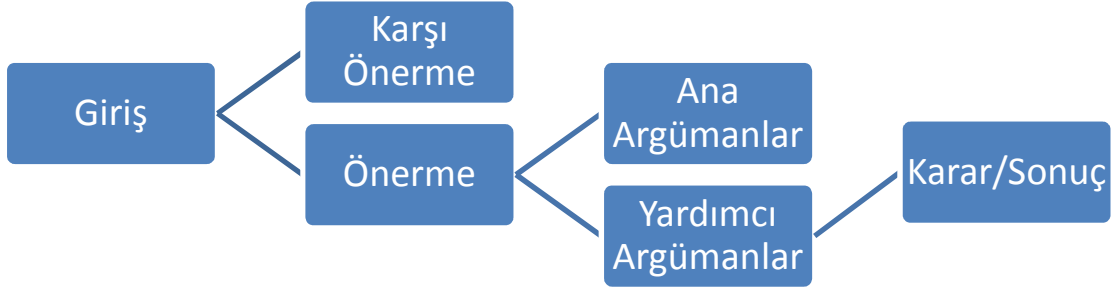 Giriş
Karşı
Önerme
Önerme
Ana
Argümanlar
Yardımcı
Argümanlar
Karar/Sonuç